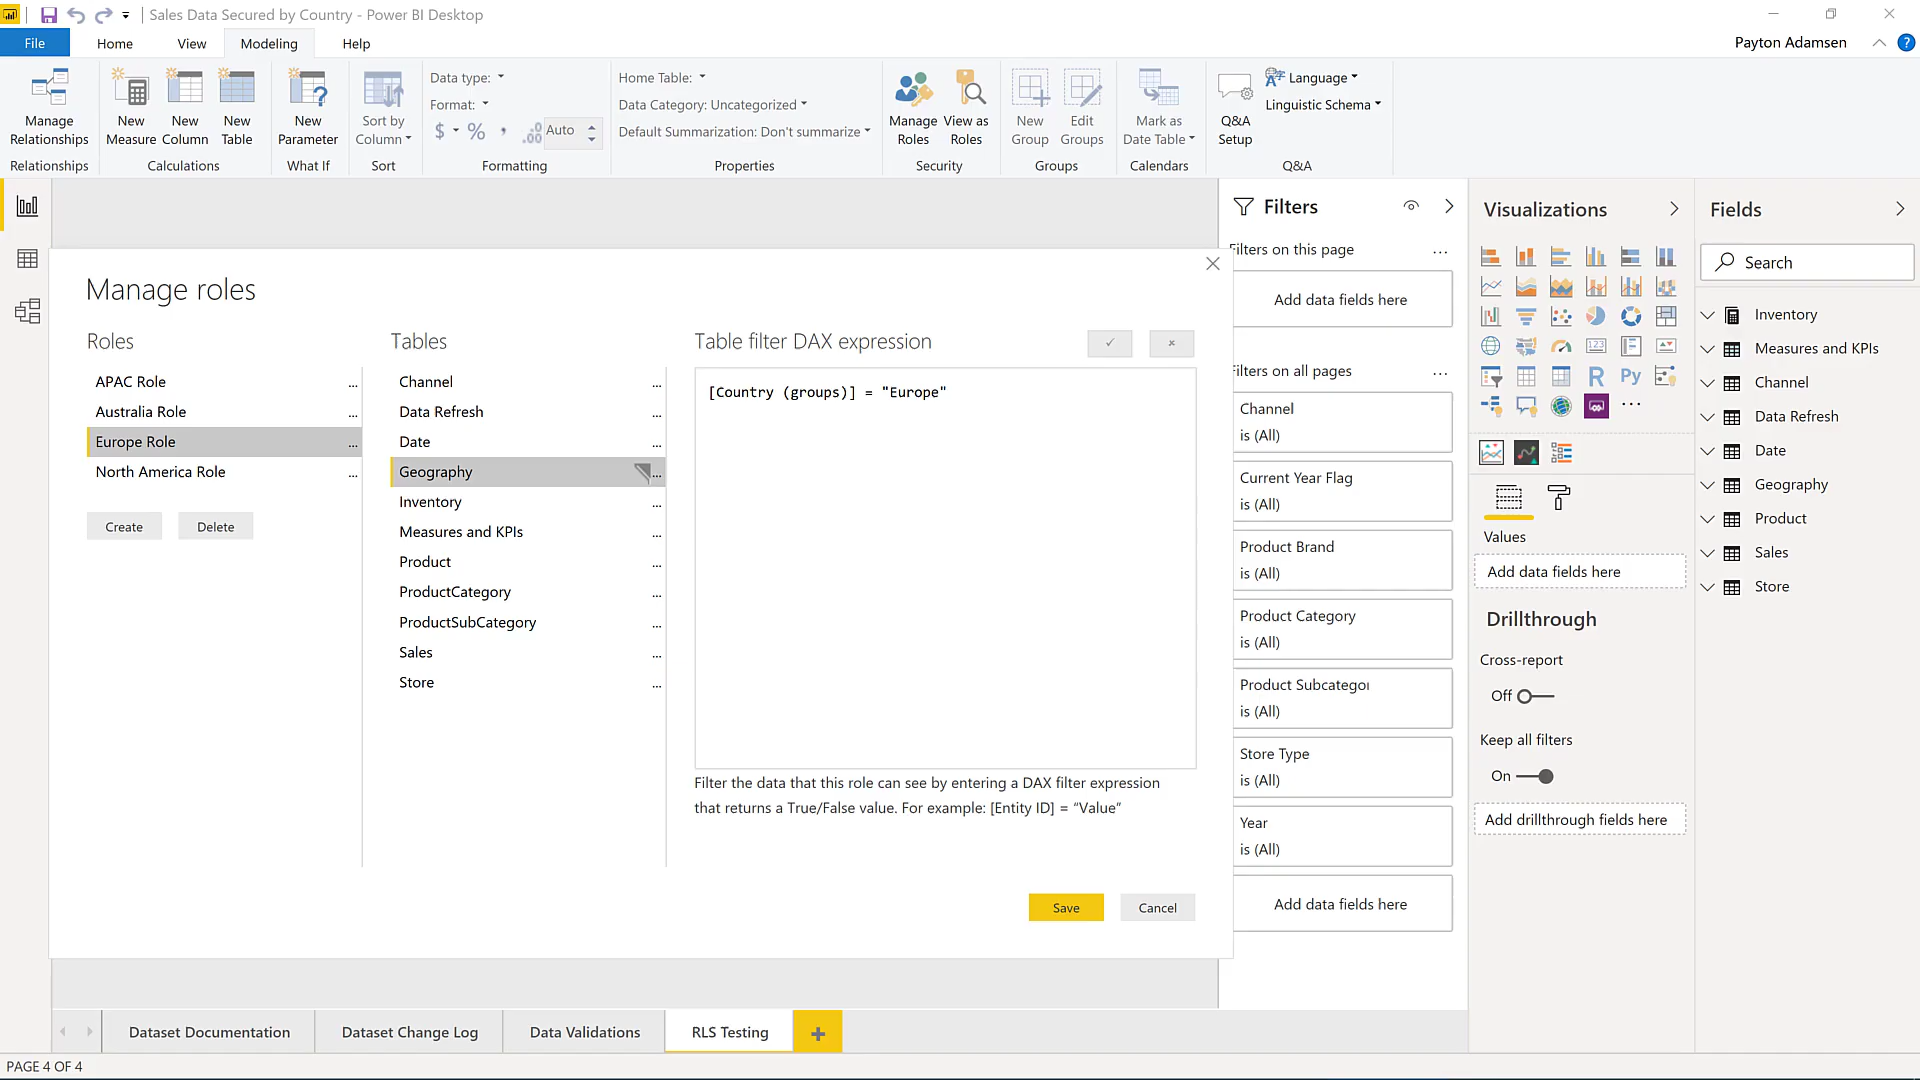 Sales Data Secured by Country - Power BI Desktop
File
Home
View
Modeling
Help
Payton Adamsen
?
Manage
Relationships
Relationships
New
Measure
New
Column
New
Table
Calculations
New
Parameter
What If
Sort by
Column
Sort
Data type:
Format:
$ % , .00 Auto
Formatting
Home Table:
Data Category: Uncategorized
Default Summarization: Don't summarize
Properties
Manage
Roles
View as
Roles
Security
New
Group
Edit
Groups
Groups
Mark as
Date Table
Calendars
Q&A
Setup
Language
Linguistic Schema
Q&A
Manage roles
Roles
APAC Role ...
Australia Role ...
Europe Role ...
North America Role ...
Create
Delete
Tables
Channel ...
Data Refresh ...
Date ...
Geography ...
Inventory ...
Measures and KPIs ...
Product ...
ProductCategory ...
ProductSubCategory ...
Sales ...
Store ...
Table filter DAX expression
[Country (groups)] = "Europe"
Filter the data that this role can see by entering a DAX filter expression
that returns a True/False value. For example: [Entity ID] = “Value”
Save
Cancel
Filters
Filters on this page ...
Add data fields here
Filters on all pages ...
Channel
is (All)
Current Year Flag
is (All)
Product Brand
is (All)
Product Category
is (All)
Product Subcategor
is (All)
Store Type
is (All)
Year
is (All)
Add data fields here
Visualizations
123
R
Py
...
Values
Add data fields here
Drillthrough
Cross-report
Off
Keep all filters
On
Add drillthrough fields here
Fields
Search
Inventory
Measures and KPIs
Channel
Data Refresh
Date
Geography
Product
Sales
Store
Dataset Documentation
Dataset Change Log
Data Validations
RLS Testing
+
PAGE 4 OF 4